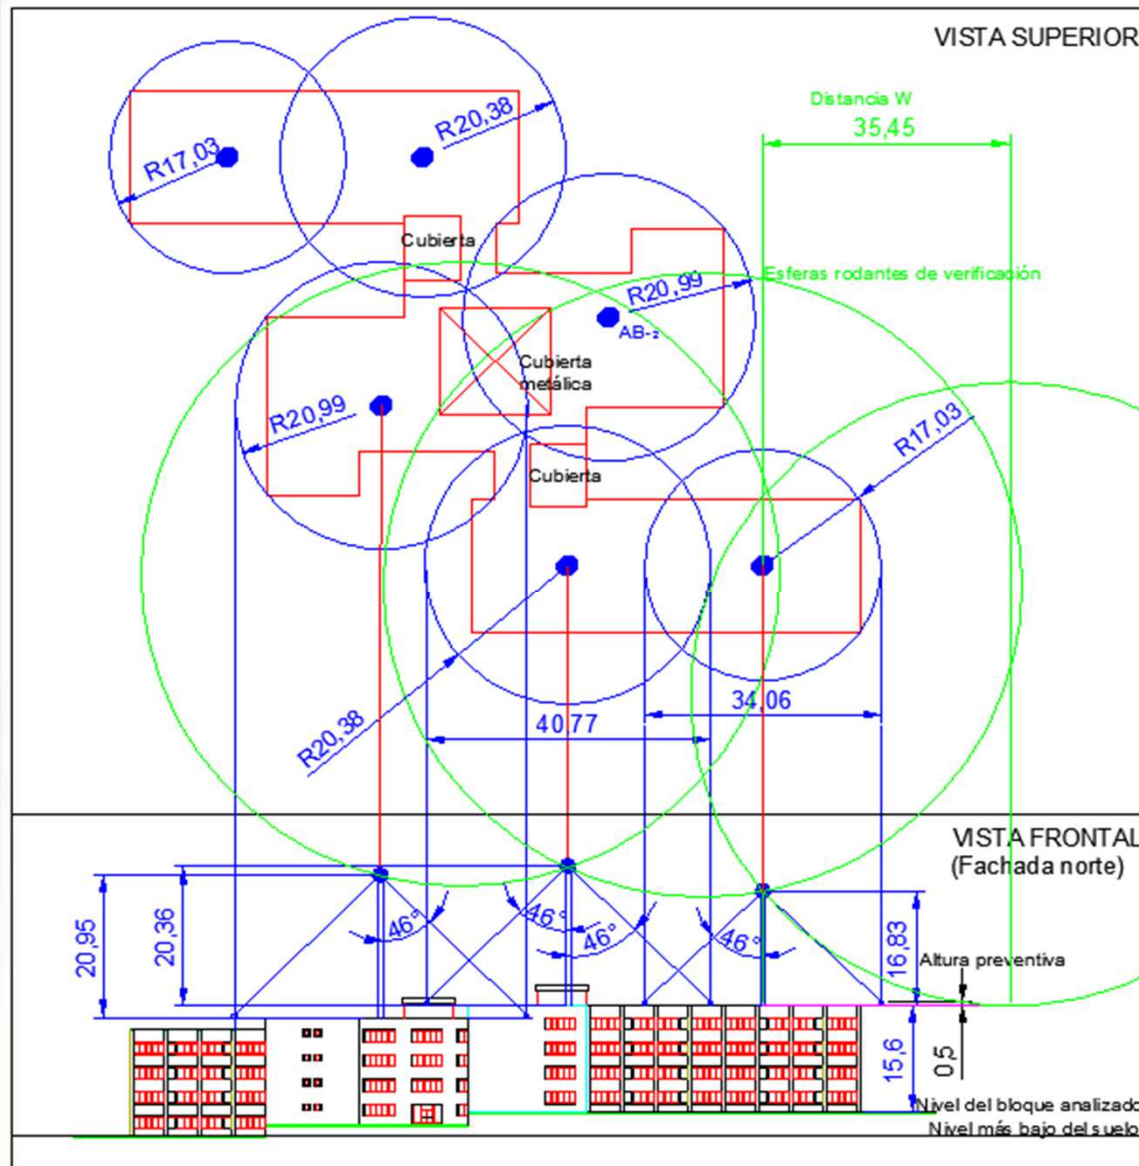 VISTA SUPERIOR
Distancia W
35,45
R20,38
R17,03
Cubierta
Esferas rodantes de verificación
R20,99
AB-₂
Cubierta
metálica
R20,99
R17,03
Cubierta
34,06
40,77
R20,38
VISTA FRONTAL
(Fachada norte)
46°
46°
46°
46°
20,95
20,36
16,83
Altura preventiva
15,6
0,5
Nivel del bloque analizado
Nivel más bajo del suelo